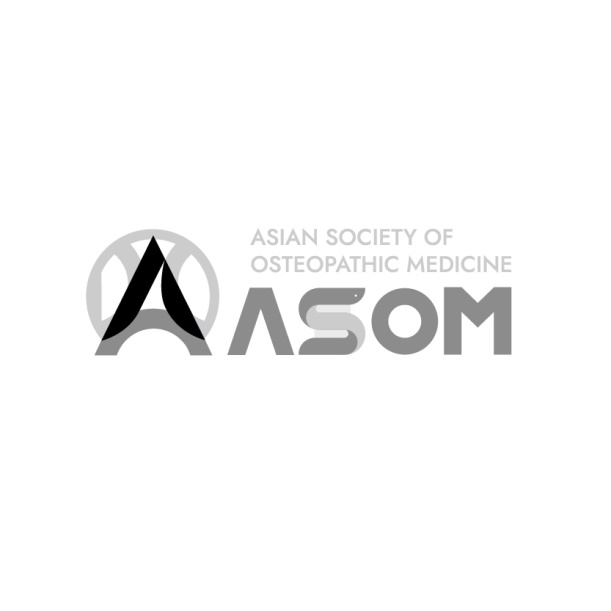 ASIAN SOCIETY OF
OSTEOPATHIC MEDICINE
ASOM